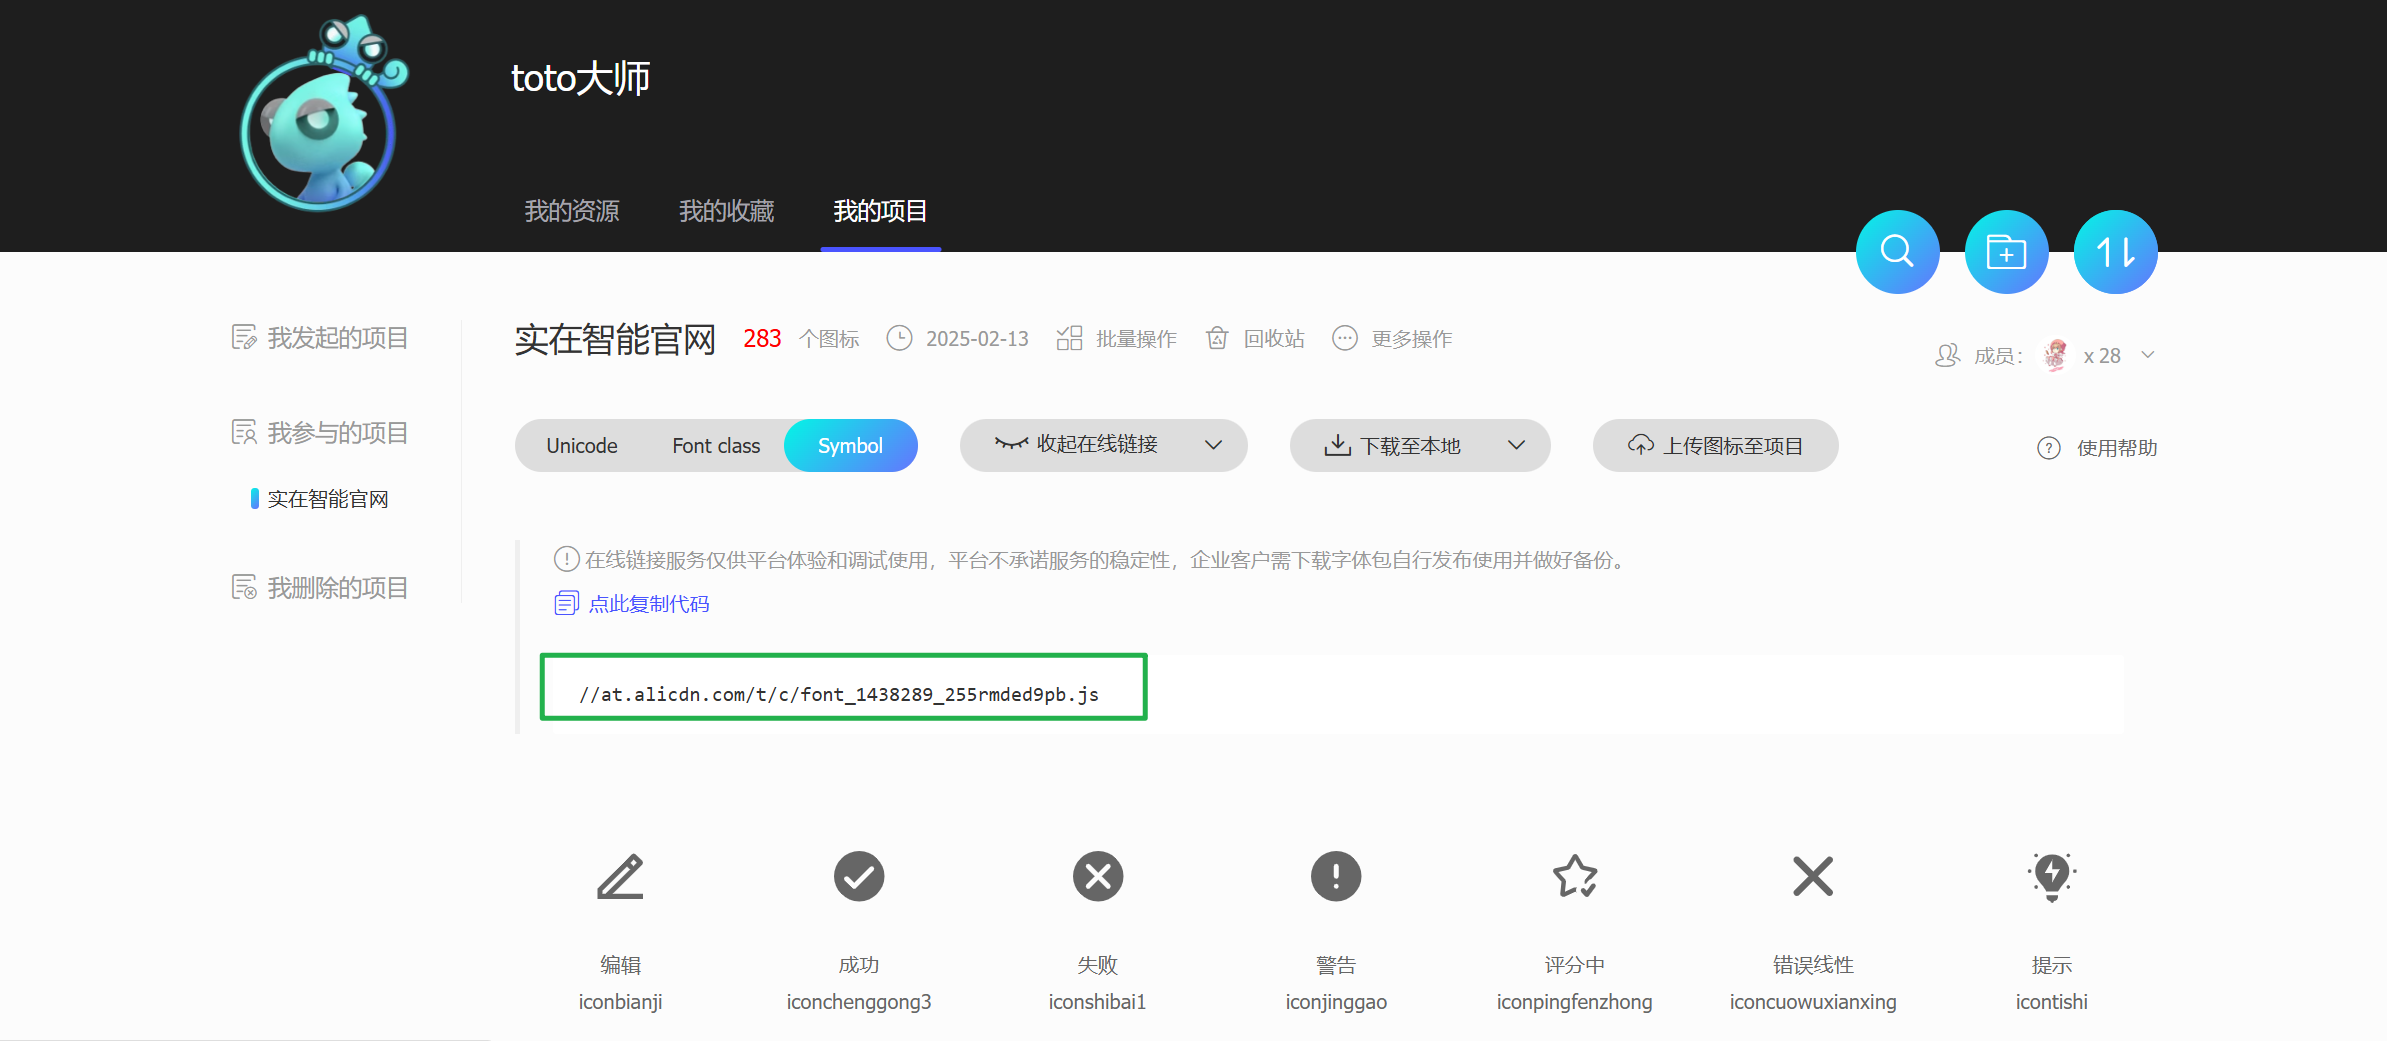 toto大师
我的资源 我的收藏 我的项目
我发起的项目
我参与的项目
实在智能官网
我删除的项目
实在智能官网 283 个图标 2025-02-13 批量操作 回收站 更多操作
成员： x 28
Unicode Font class Symbol 收起在线链接 下载至本地 上传图标至项目 使用帮助
在线链接服务仅供平台体验和调试使用，平台不承诺服务的稳定性，企业客户需下载字体包自行发布使用并做好备份。
点此复制代码
//at.alicdn.com/t/c/font_1438289_255rmded9pb.js
编辑 成功 失败 警告 评分中 错误线性 提示
iconbianji iconchenggong3 iconshibai1 iconjinggao iconpingfenzhong iconcuowuxianxing icontishi